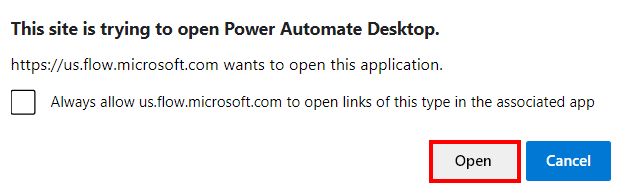 This site is trying to open Power Automate Desktop.
https://us.flow.microsoft.com wants to open this application.
Always allow us.flow.microsoft.com to open links of this type in the associated app
Open Cancel